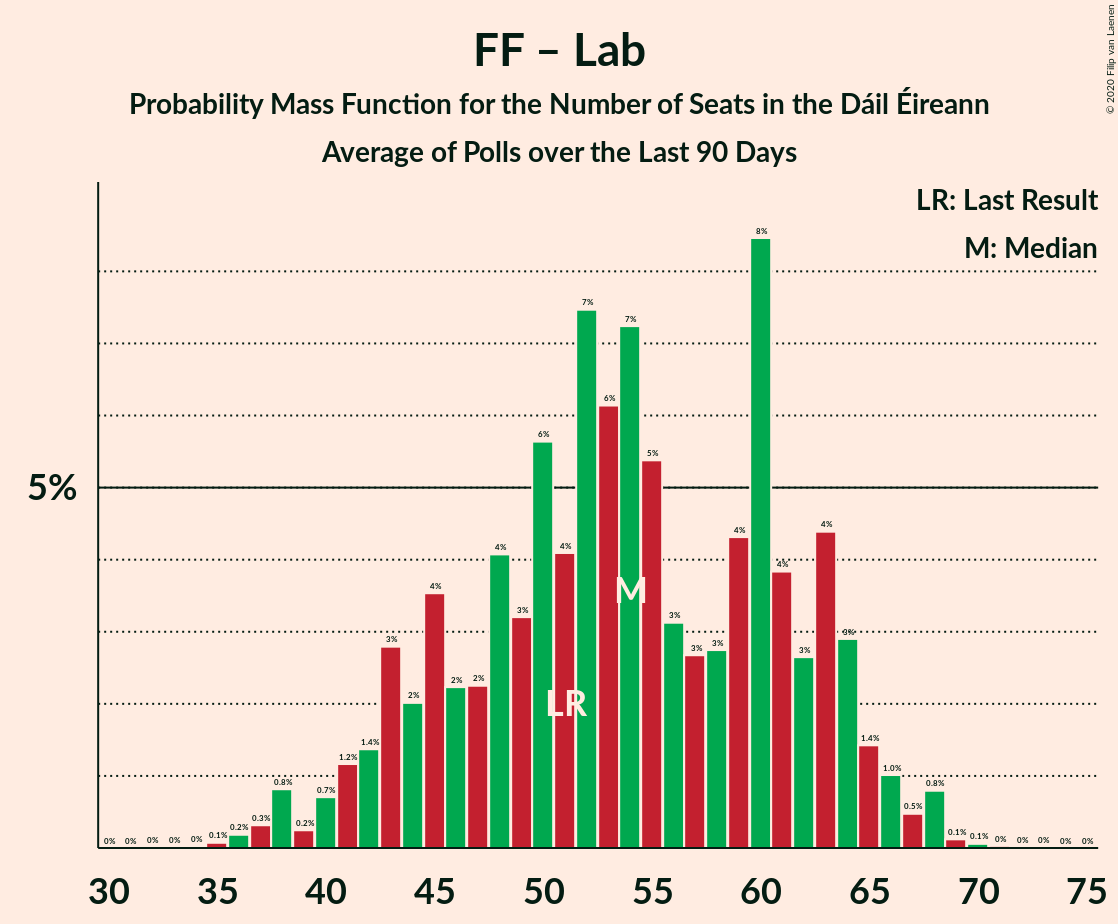 FF – Lab
Probability Mass Function for the Number of Seats in the Dáil Éireann
Average of Polls over the Last 90 Days
© 2020 Filip van Laenen
LR: Last Result
M: Median
5%
0% 0% 0% 0% 0% 0.1% 0.2% 0.3% 0.8% 0.2% 0.7% 1.2% 1.4% 3% 2% 4% 2% 2% 4% 3% 6% 4% 7% 6% 7% 5% 3% 3% 3% 4% 8% 4% 3% 4% 3% 1.4% 1.0% 0.5% 0.8% 0.1% 0.1% 0% 0% 0% 0% 0%
M
LR
30 35 40 45 50 55 60 65 70 75